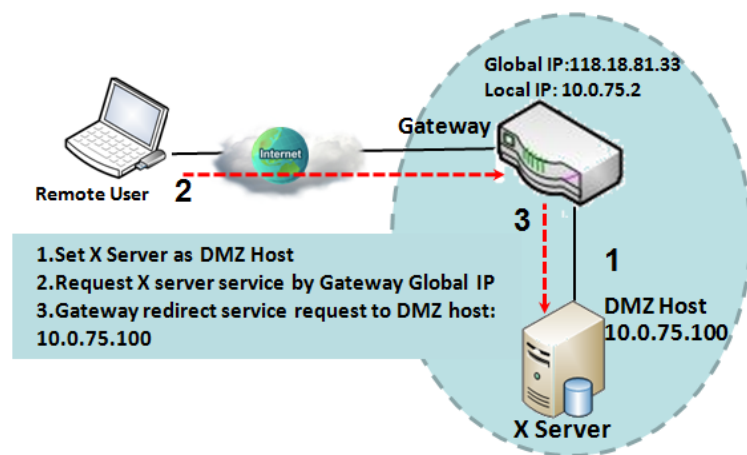 Global IP:118.18.81.33
Local IP: 10.0.75.2
Gateway
Internet
Remote User
2
3
1
1.Set X Server as DMZ Host
2.Request X server service by Gateway Global IP
3.Gateway redirect service request to DMZ host:
10.0.75.100
DMZ Host
10.0.75.100
X Server